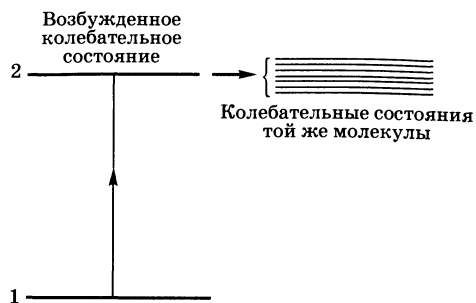 Возбужденное
колебательное
состояние
2
Колебательные состояния
той же молекулы
1